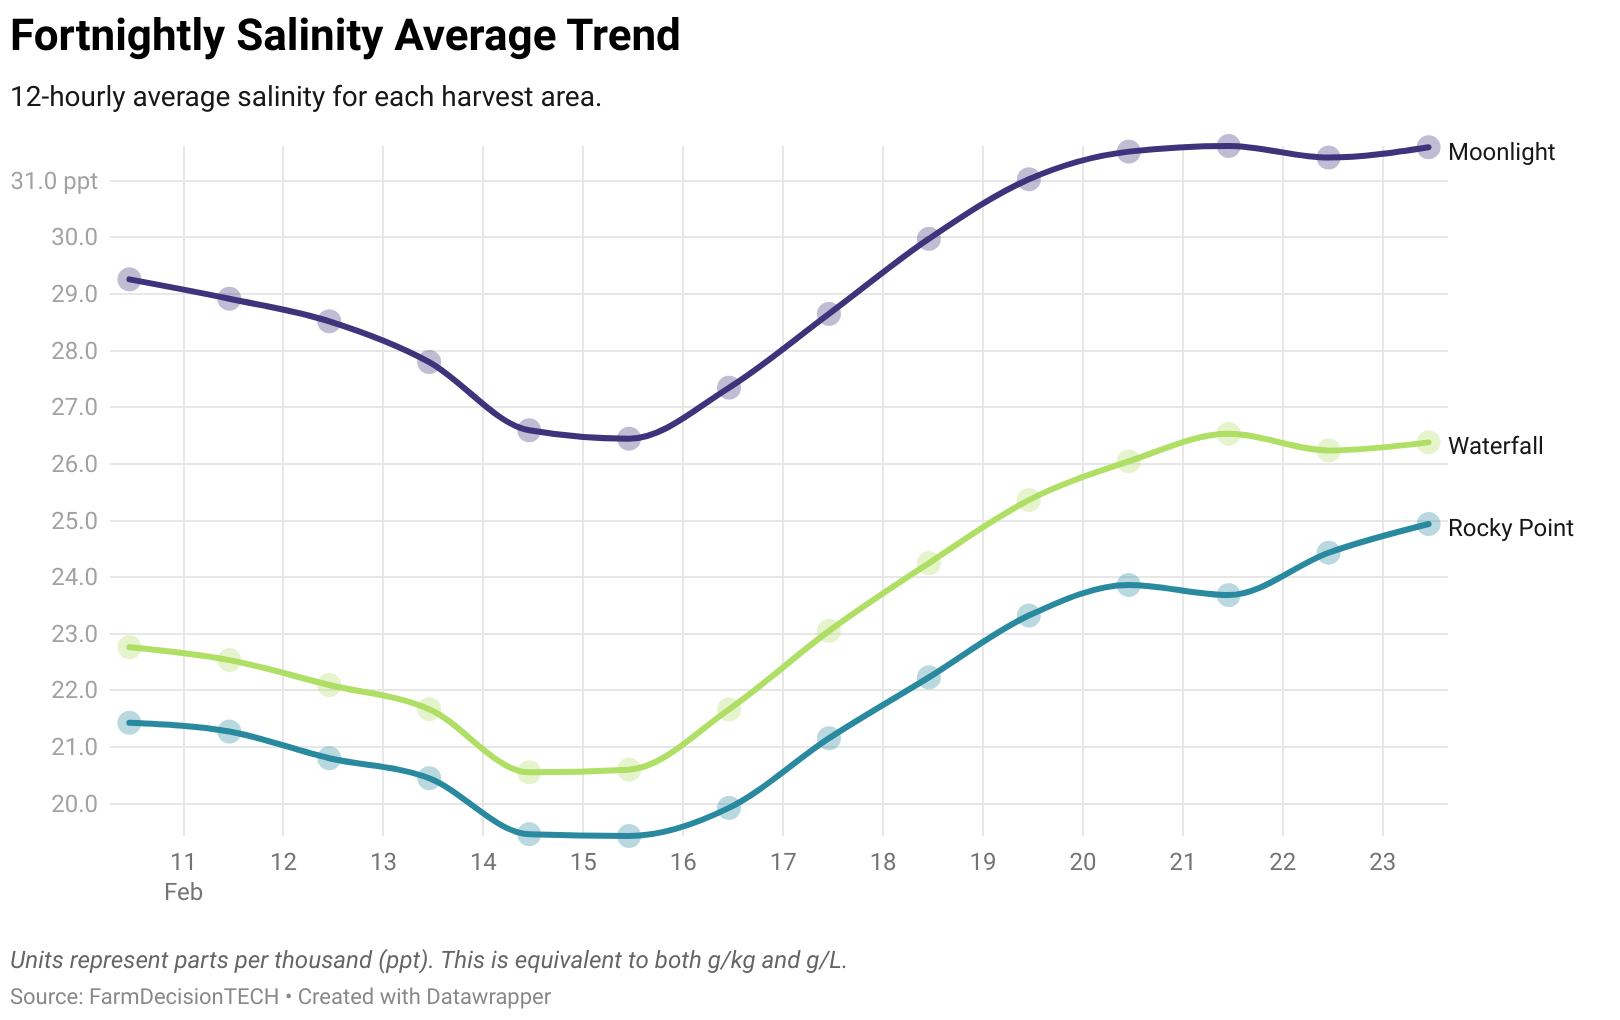 Fortnightly Salinity Average Trend
12-hourly average salinity for each harvest area.
31.0 ppt
30.0
29.0
28.0
27.0
26.0
25.0
24.0
23.0
22.0
21.0
20.0
Moonlight
Waterfall
Rocky Point
11 12 13 14 15 16 17 18 19 20 21 22 23
Feb
Units represent parts per thousand (ppt). This is equivalent to both g/kg and g/L.
Source: FarmDecisionTECH • Created with Datawrapper